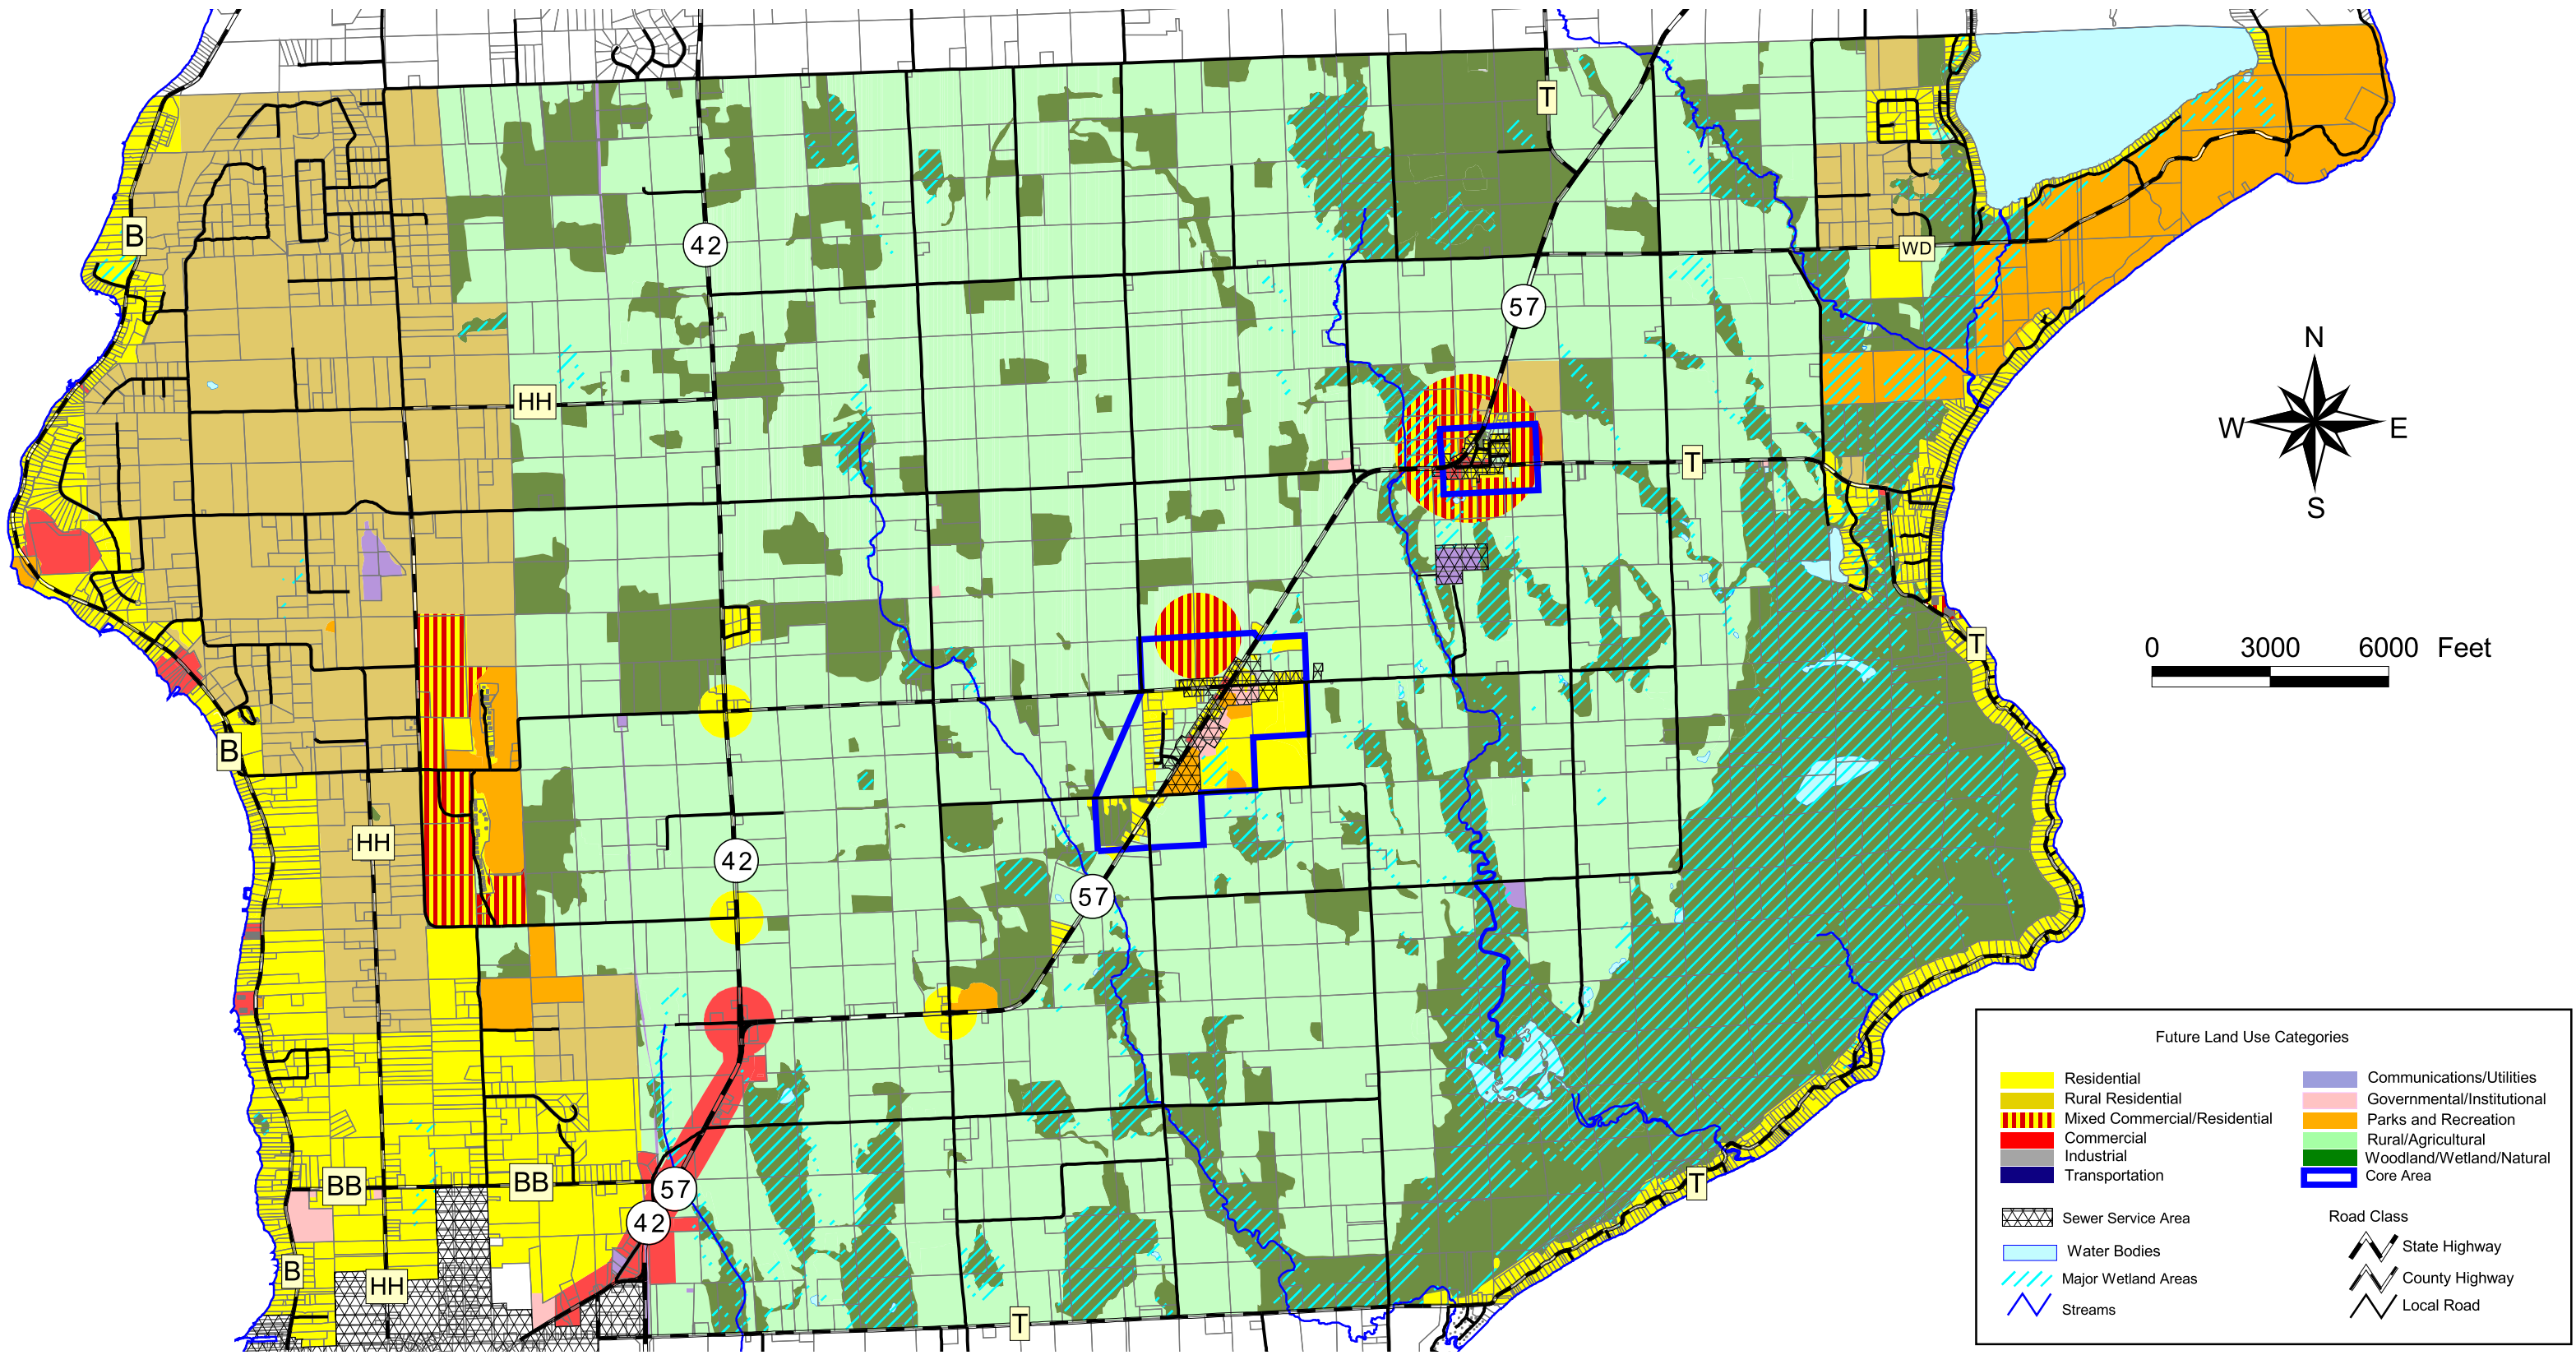 T
B
42
WD
57
N
W E
S
HH
T
0 3000 6000 Feet
T
B
HH
42
57
BB
BB
57
42
T
B
HH
T
Future Land Use Categories
Residential
Rural Residential
Mixed Commercial/Residential
Commercial
Industrial
Transportation
Communications/Utilities
Governmental/Institutional
Parks and Recreation
Rural/Agricultural
Woodland/Wetland/Natural
Core Area
Sewer Service Area
Water Bodies
Major Wetland Areas
Streams
Road Class
State Highway
County Highway
Local Road